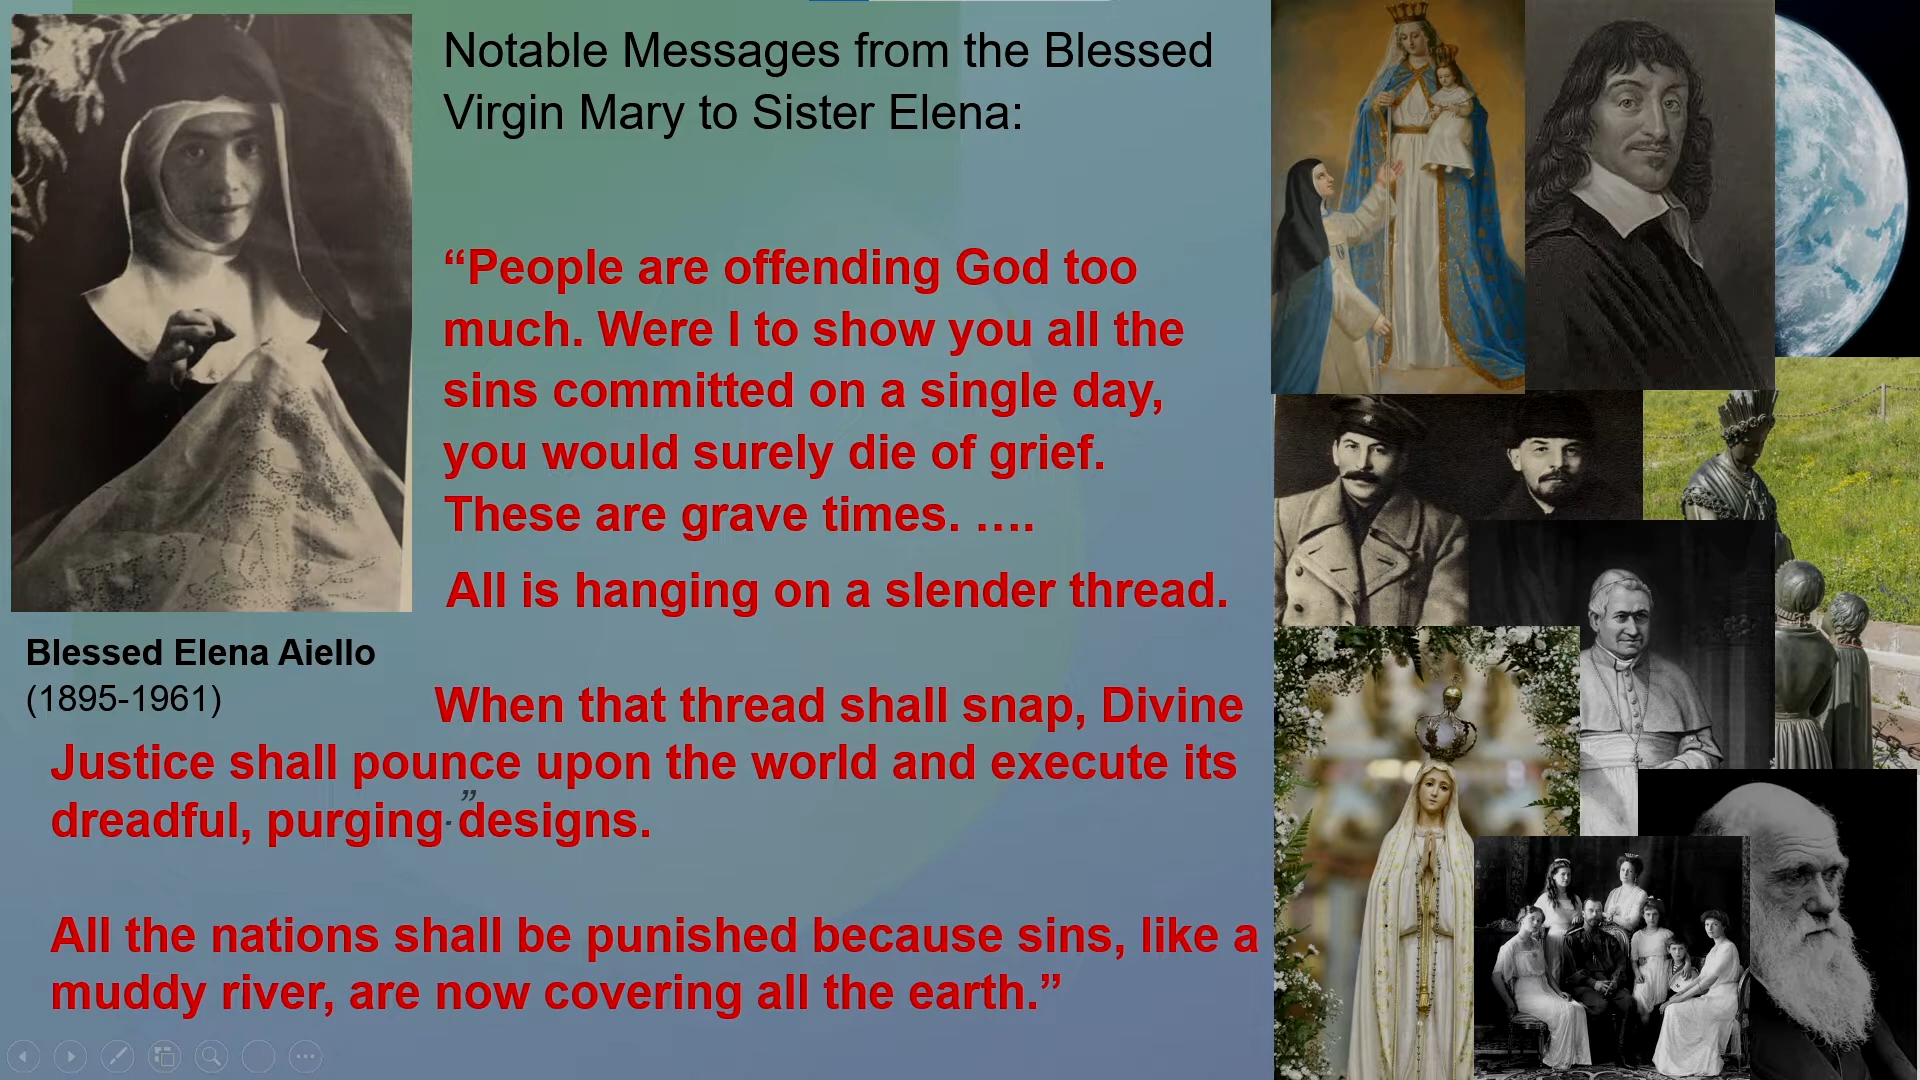 Notable Messages from the Blessed
Virgin Mary to Sister Elena:
“People are offending God too
much. Were I to show you all the
sins committed on a single day,
you would surely die of grief.
These are grave times. ….
All is hanging on a slender thread.
Blessed Elena Aiello
(1895-1961)
When that thread shall snap, Divine
Justice shall pounce upon the world and execute its
dreadful, purging designs.
.”
All the nations shall be punished because sins, like a
muddy river, are now covering all the earth.”